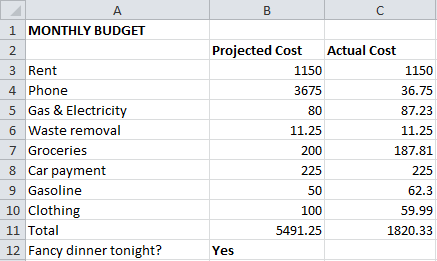 A B C
1 MONTHLY BUDGET
2 Projected Cost Actual Cost
3 Rent 1150 1150
4 Phone 3675 36.75
5 Gas & Electricity 80 87.23
6 Waste removal 11.25 11.25
7 Groceries 200 187.81
8 Car payment 225 225
9 Gasoline 50 62.3
10 Clothing 100 59.99
11 Total 5491.25 1820.33
12 Fancy dinner tonight? Yes